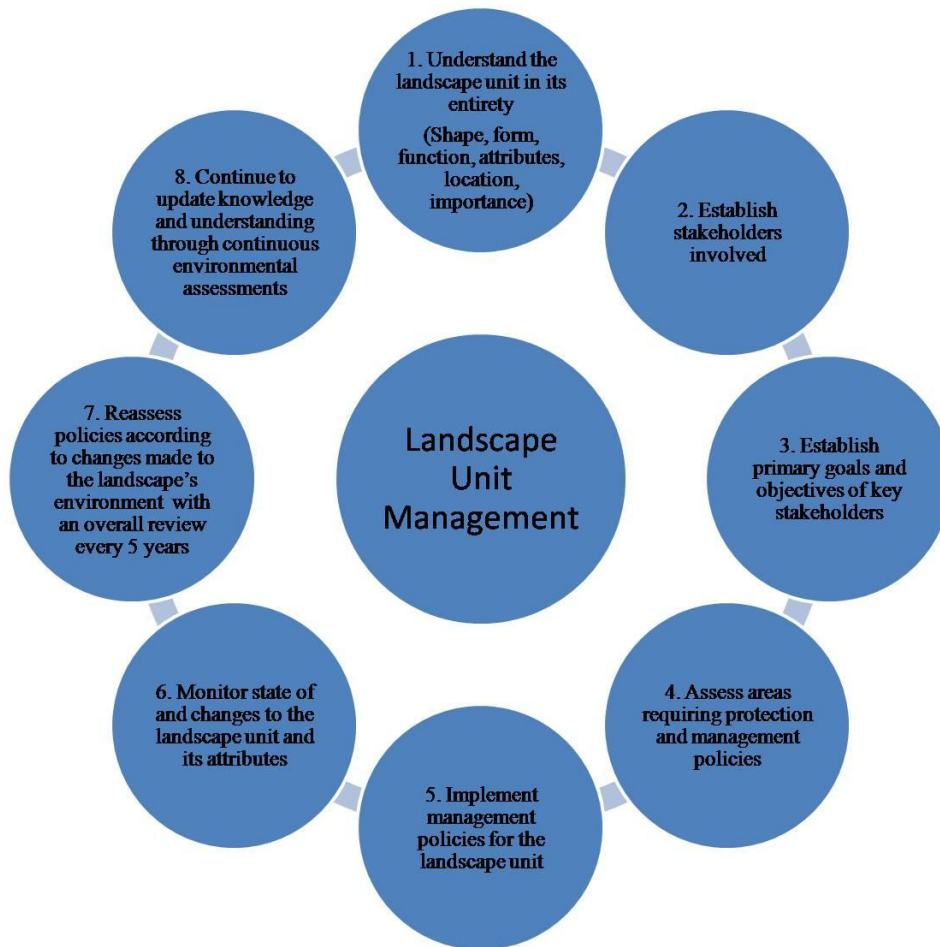 1. Understand the
landscape unit in its
entirety
(Shape, form,
function, attributes,
location,
importance)
2. Establish
stakeholders
involved
3. Establish
primary goals and
objectives of key
stakeholders
4. Assess areas
requiring protection
and management
policies
5. Implement
management
policies for the
landscape unit
6. Monitor state of
and changes to the
landscape unit and
its attributes
7. Reassess
policies according
to changes made to
the landscape’s
environment with
an overall review
every 5 years
8. Continue to
update knowledge
and understanding
through continuous
environmental
assessments
Landscape
Unit
Management